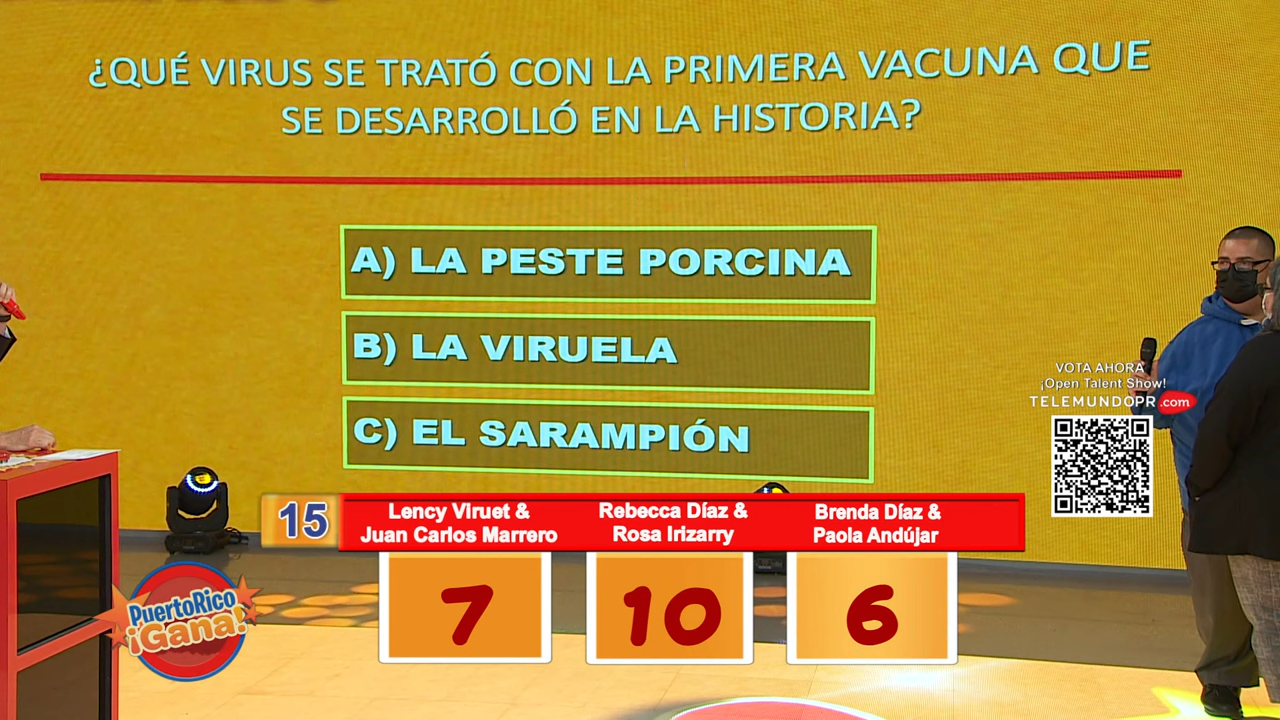 ¿QUÉ VIRUS SE TRATÓ CON LA PRIMERA VACUNA QUE
SE DESARROLLÓ EN LA HISTORIA?
A) LA PESTE PORCINA
B) LA VIRUELA
C) EL SARAMPIÓN
VOTA AHORA
¡Open Talent Show!
TELEMUNDOPR.com
15
Lency Viruet &
Juan Carlos Marrero
Rebecca Díaz &
Rosa Irizarry
Brenda Díaz &
Paola Andújar
7
10
6
PuertoRico
¡Gana!